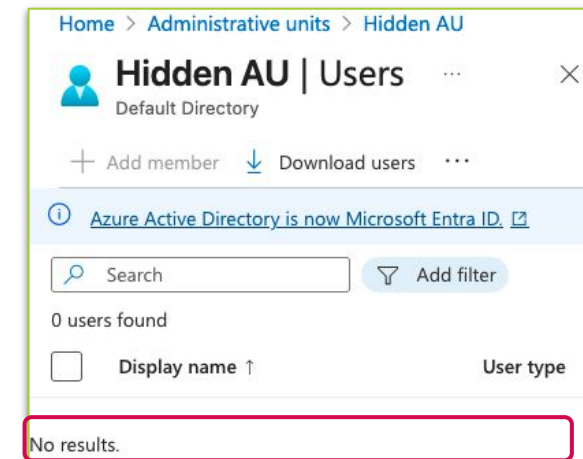 Home > Administrative units > Hidden AU
Hidden AU | Users ...
Default Directory
+ Add member Download users ...
Azure Active Directory is now Microsoft Entra ID.
Search Add filter
0 users found
Display name ↑ User type
No results.